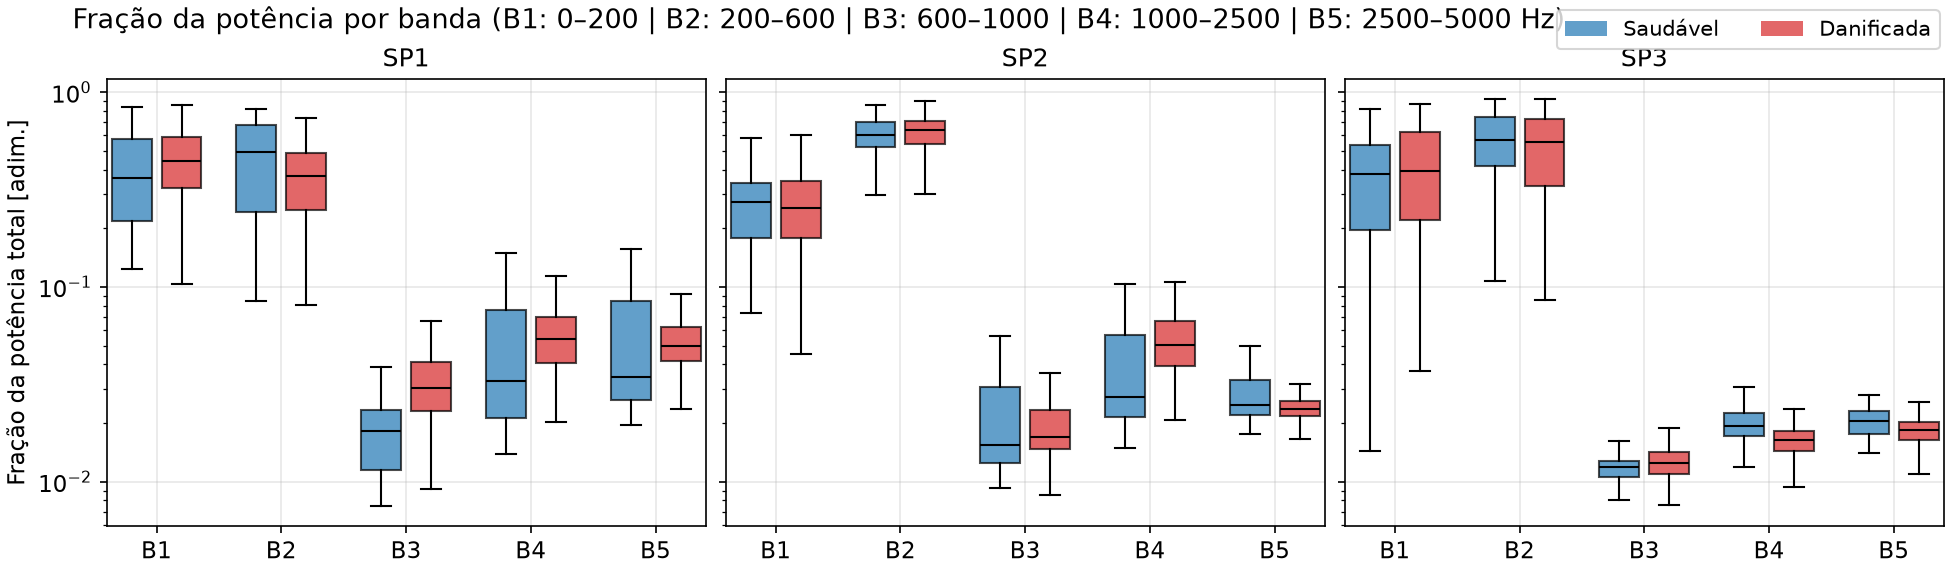 Fração da potência por banda (B1: 0–200 | B2: 200–600 | B3: 600–1000 | B4: 1000–2500 | B5: 2500–5000 Hz)
Saudável Danificada
SP1 SP2 SP3
Fração da potência total [adim.]
10⁰
10⁻¹
10⁻²
B1 B2 B3 B4 B5 B1 B2 B3 B4 B5 B1 B2 B3 B4 B5